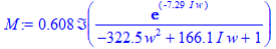 M := 0.608 ℑ(e^(-7.29 I w) / (-322.5 w^2 + 166.1 I w + 1))